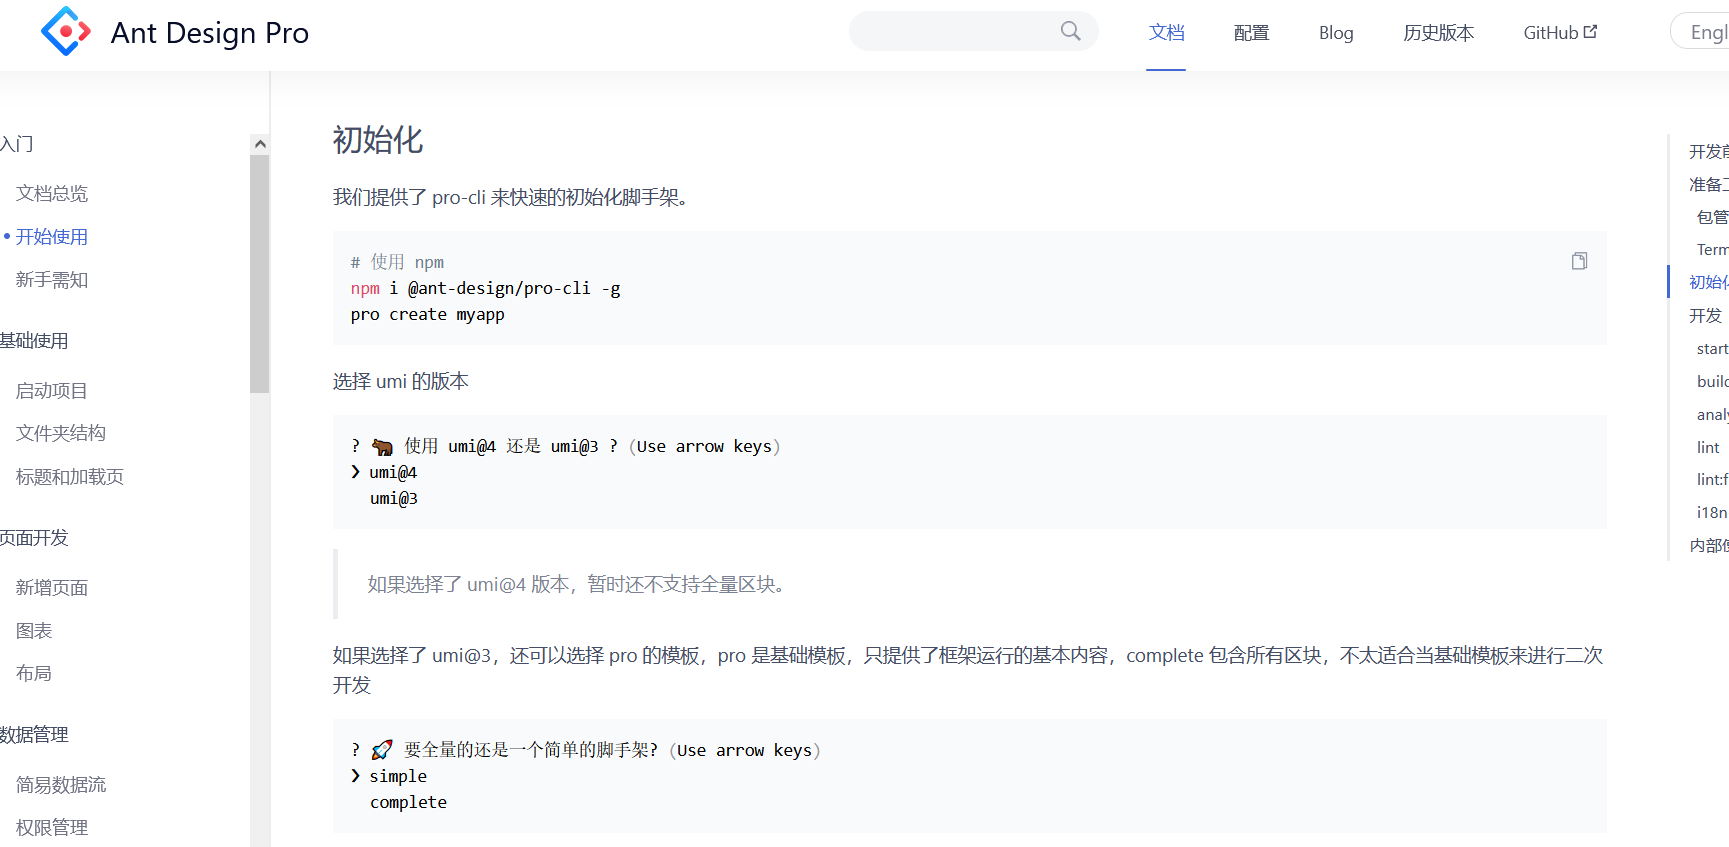 Ant Design Pro
文档
配置
Blog
历史版本
GitHub
Engl
入门
文档总览
开始使用
新手需知
基础使用
启动项目
文件夹结构
标题和加载页
页面开发
新增页面
图表
布局
数据管理
简易数据流
权限管理
初始化
我们提供了 pro-cli 来快速的初始化脚手架。
# 使用 npm
npm i @ant-design/pro-cli -g
pro create myapp
选择 umi 的版本
? 🐂 使用 umi@4 还是 umi@3 ? (Use arrow keys)
❯ umi@4
umi@3
如果选择了 umi@4 版本，暂时还不支持全量区块。
如果选择了 umi@3，还可以选择 pro 的模板，pro 是基础模板，只提供了框架运行的基本内容，complete 包含所有区块，不太适合当基础模板来进行二次
开发
? 🚀 要全量的还是一个简单的脚手架? (Use arrow keys)
❯ simple
complete
开发前
准备工
包管
Term
初始化
开发
start
build
analy
lint
lint:f
i18n
内部使